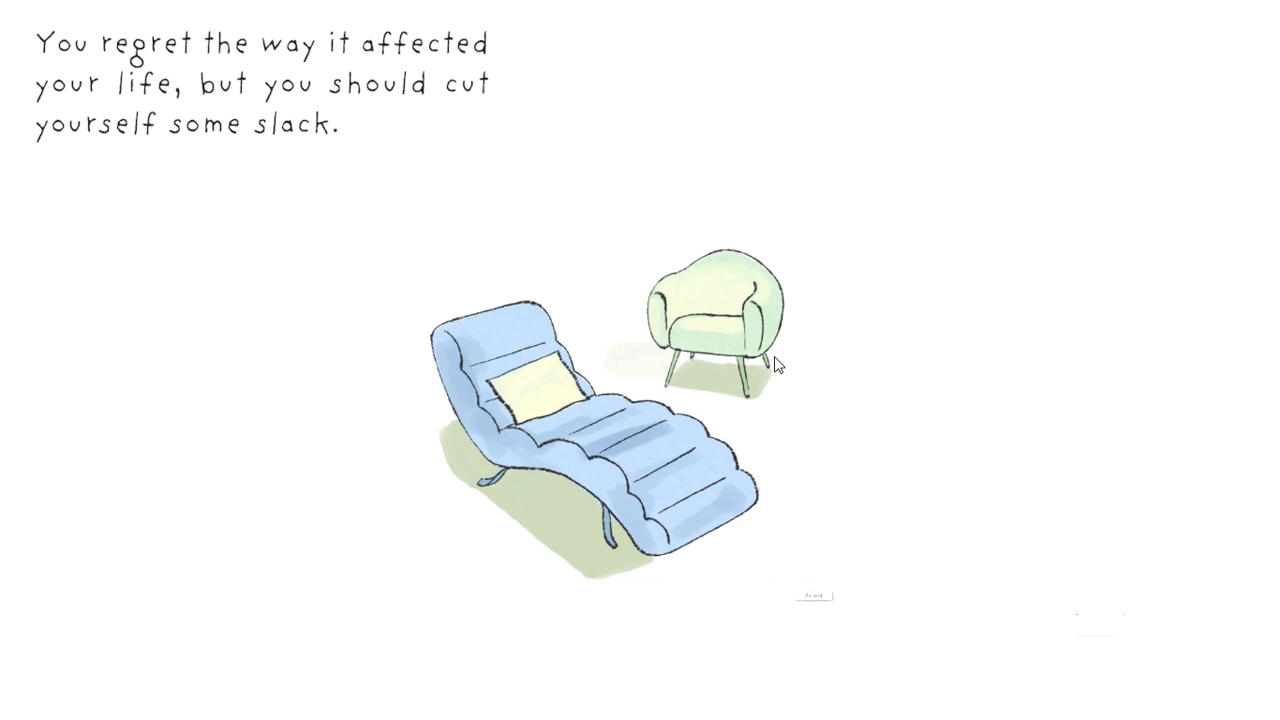 You regret the way it affected
your life, but you should cut
yourself some slack.